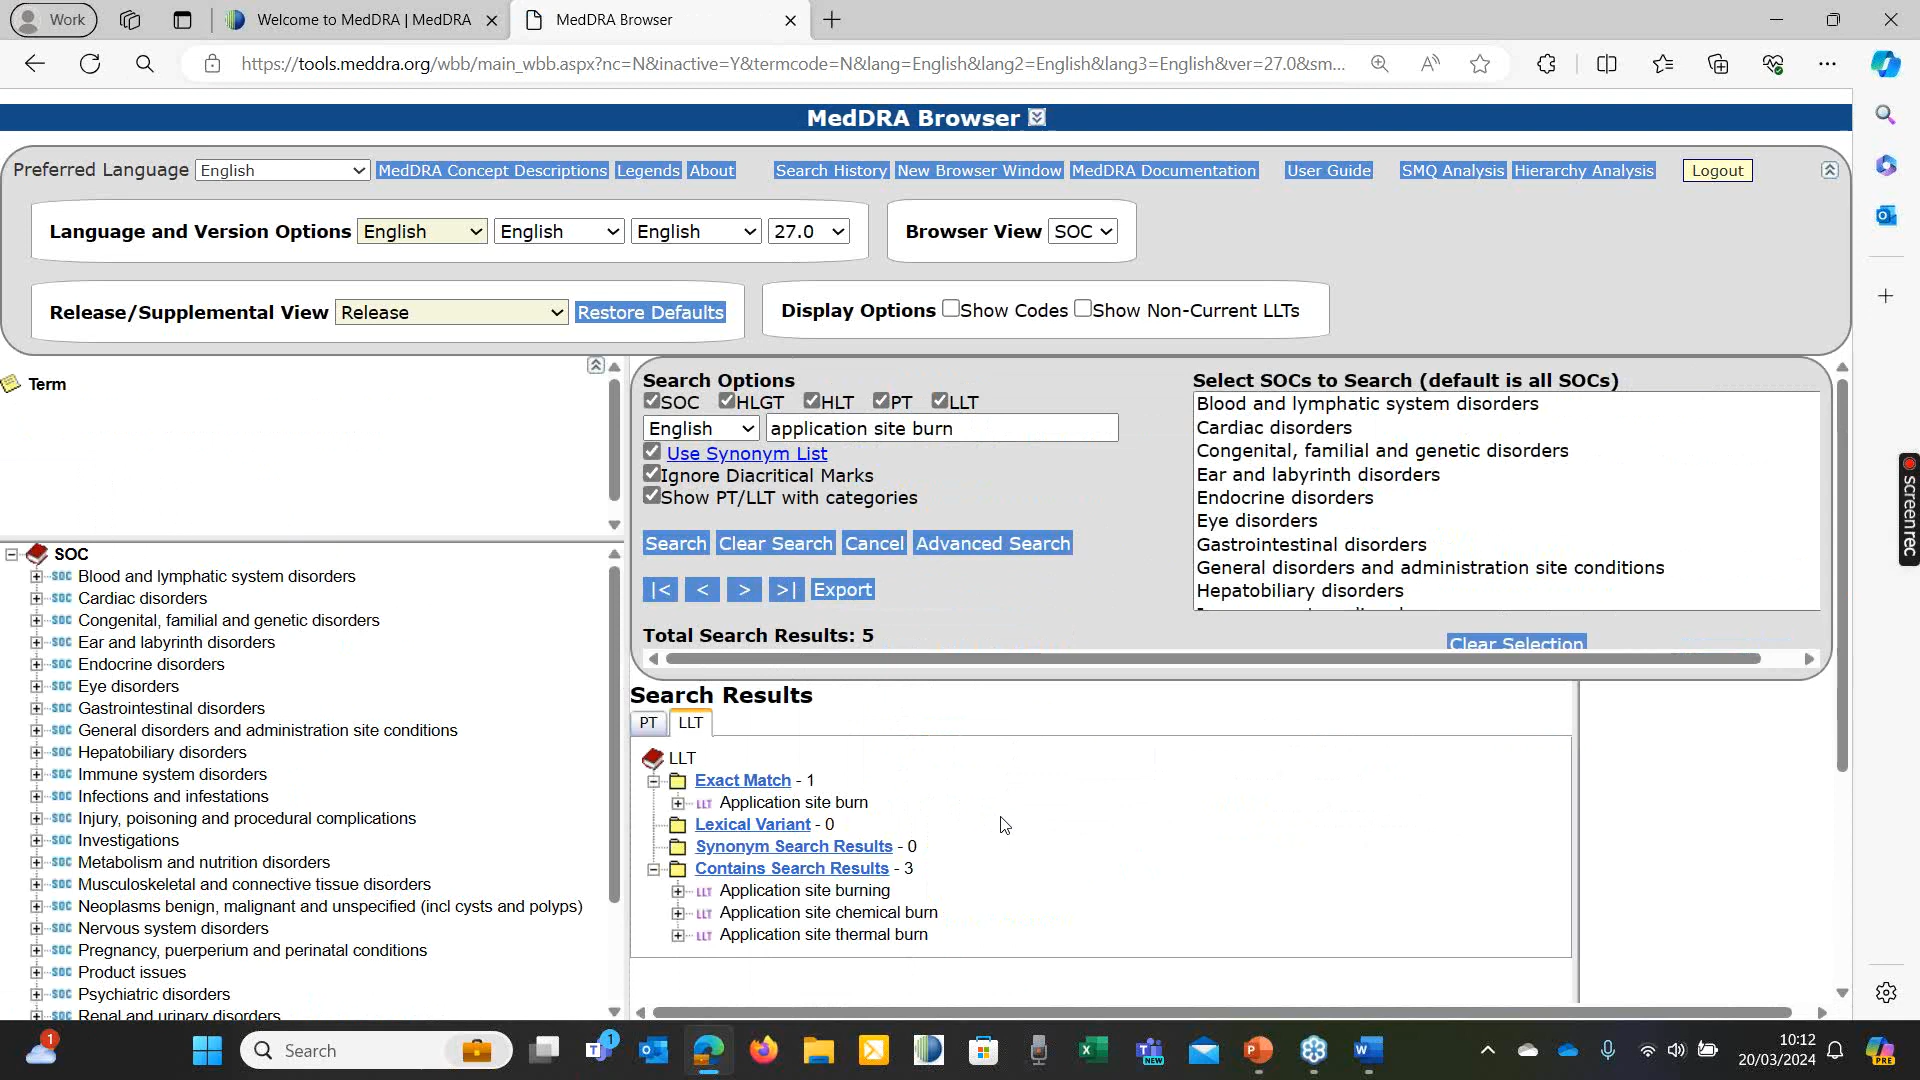 Work
Welcome to MedDRA | MedDRA
MedDRA Browser
https://tools.meddra.org/wbb/main_wbb.aspx?nc=N&inactive=Y&termcode=N&lang=English&lang2=English&lang3=English&ver=27.0&sm...
MedDRA Browser
Preferred Language English MedDRA Concept Descriptions Legends About Search History New Browser Window MedDRA Documentation User Guide SMQ Analysis Hierarchy Analysis Logout
Language and Version Options English English English 27.0 Browser View SOC
Release/Supplemental View Release Restore Defaults Display Options Show Codes Show Non-Current LLTs
Term
SOC
SOC Blood and lymphatic system disorders
SOC Cardiac disorders
SOC Congenital, familial and genetic disorders
SOC Ear and labyrinth disorders
SOC Endocrine disorders
SOC Eye disorders
SOC Gastrointestinal disorders
SOC General disorders and administration site conditions
SOC Hepatobiliary disorders
SOC Immune system disorders
SOC Infections and infestations
SOC Injury, poisoning and procedural complications
SOC Investigations
SOC Metabolism and nutrition disorders
SOC Musculoskeletal and connective tissue disorders
SOC Neoplasms benign, malignant and unspecified (incl cysts and polyps)
SOC Nervous system disorders
SOC Pregnancy, puerperium and perinatal conditions
SOC Product issues
SOC Psychiatric disorders
SOC Renal and urinary disorders
Search Options
SOC HLGT HLT PT LLT
English application site burn
Use Synonym List
Ignore Diacritical Marks
Show PT/LLT with categories
Search Clear Search Cancel Advanced Search
|< < > >| Export
Total Search Results: 5
Select SOCs to Search (default is all SOCs)
Blood and lymphatic system disorders
Cardiac disorders
Congenital, familial and genetic disorders
Ear and labyrinth disorders
Endocrine disorders
Eye disorders
Gastrointestinal disorders
General disorders and administration site conditions
Hepatobiliary disorders
Clear Selection
Search Results
PT LLT
LLT
Exact Match - 1
LLT Application site burn
Lexical Variant - 0
Synonym Search Results - 0
Contains Search Results - 3
LLT Application site burning
LLT Application site chemical burn
LLT Application site thermal burn
screenrec
1
Search
1
NEW
10:12
20/03/2024
PRE